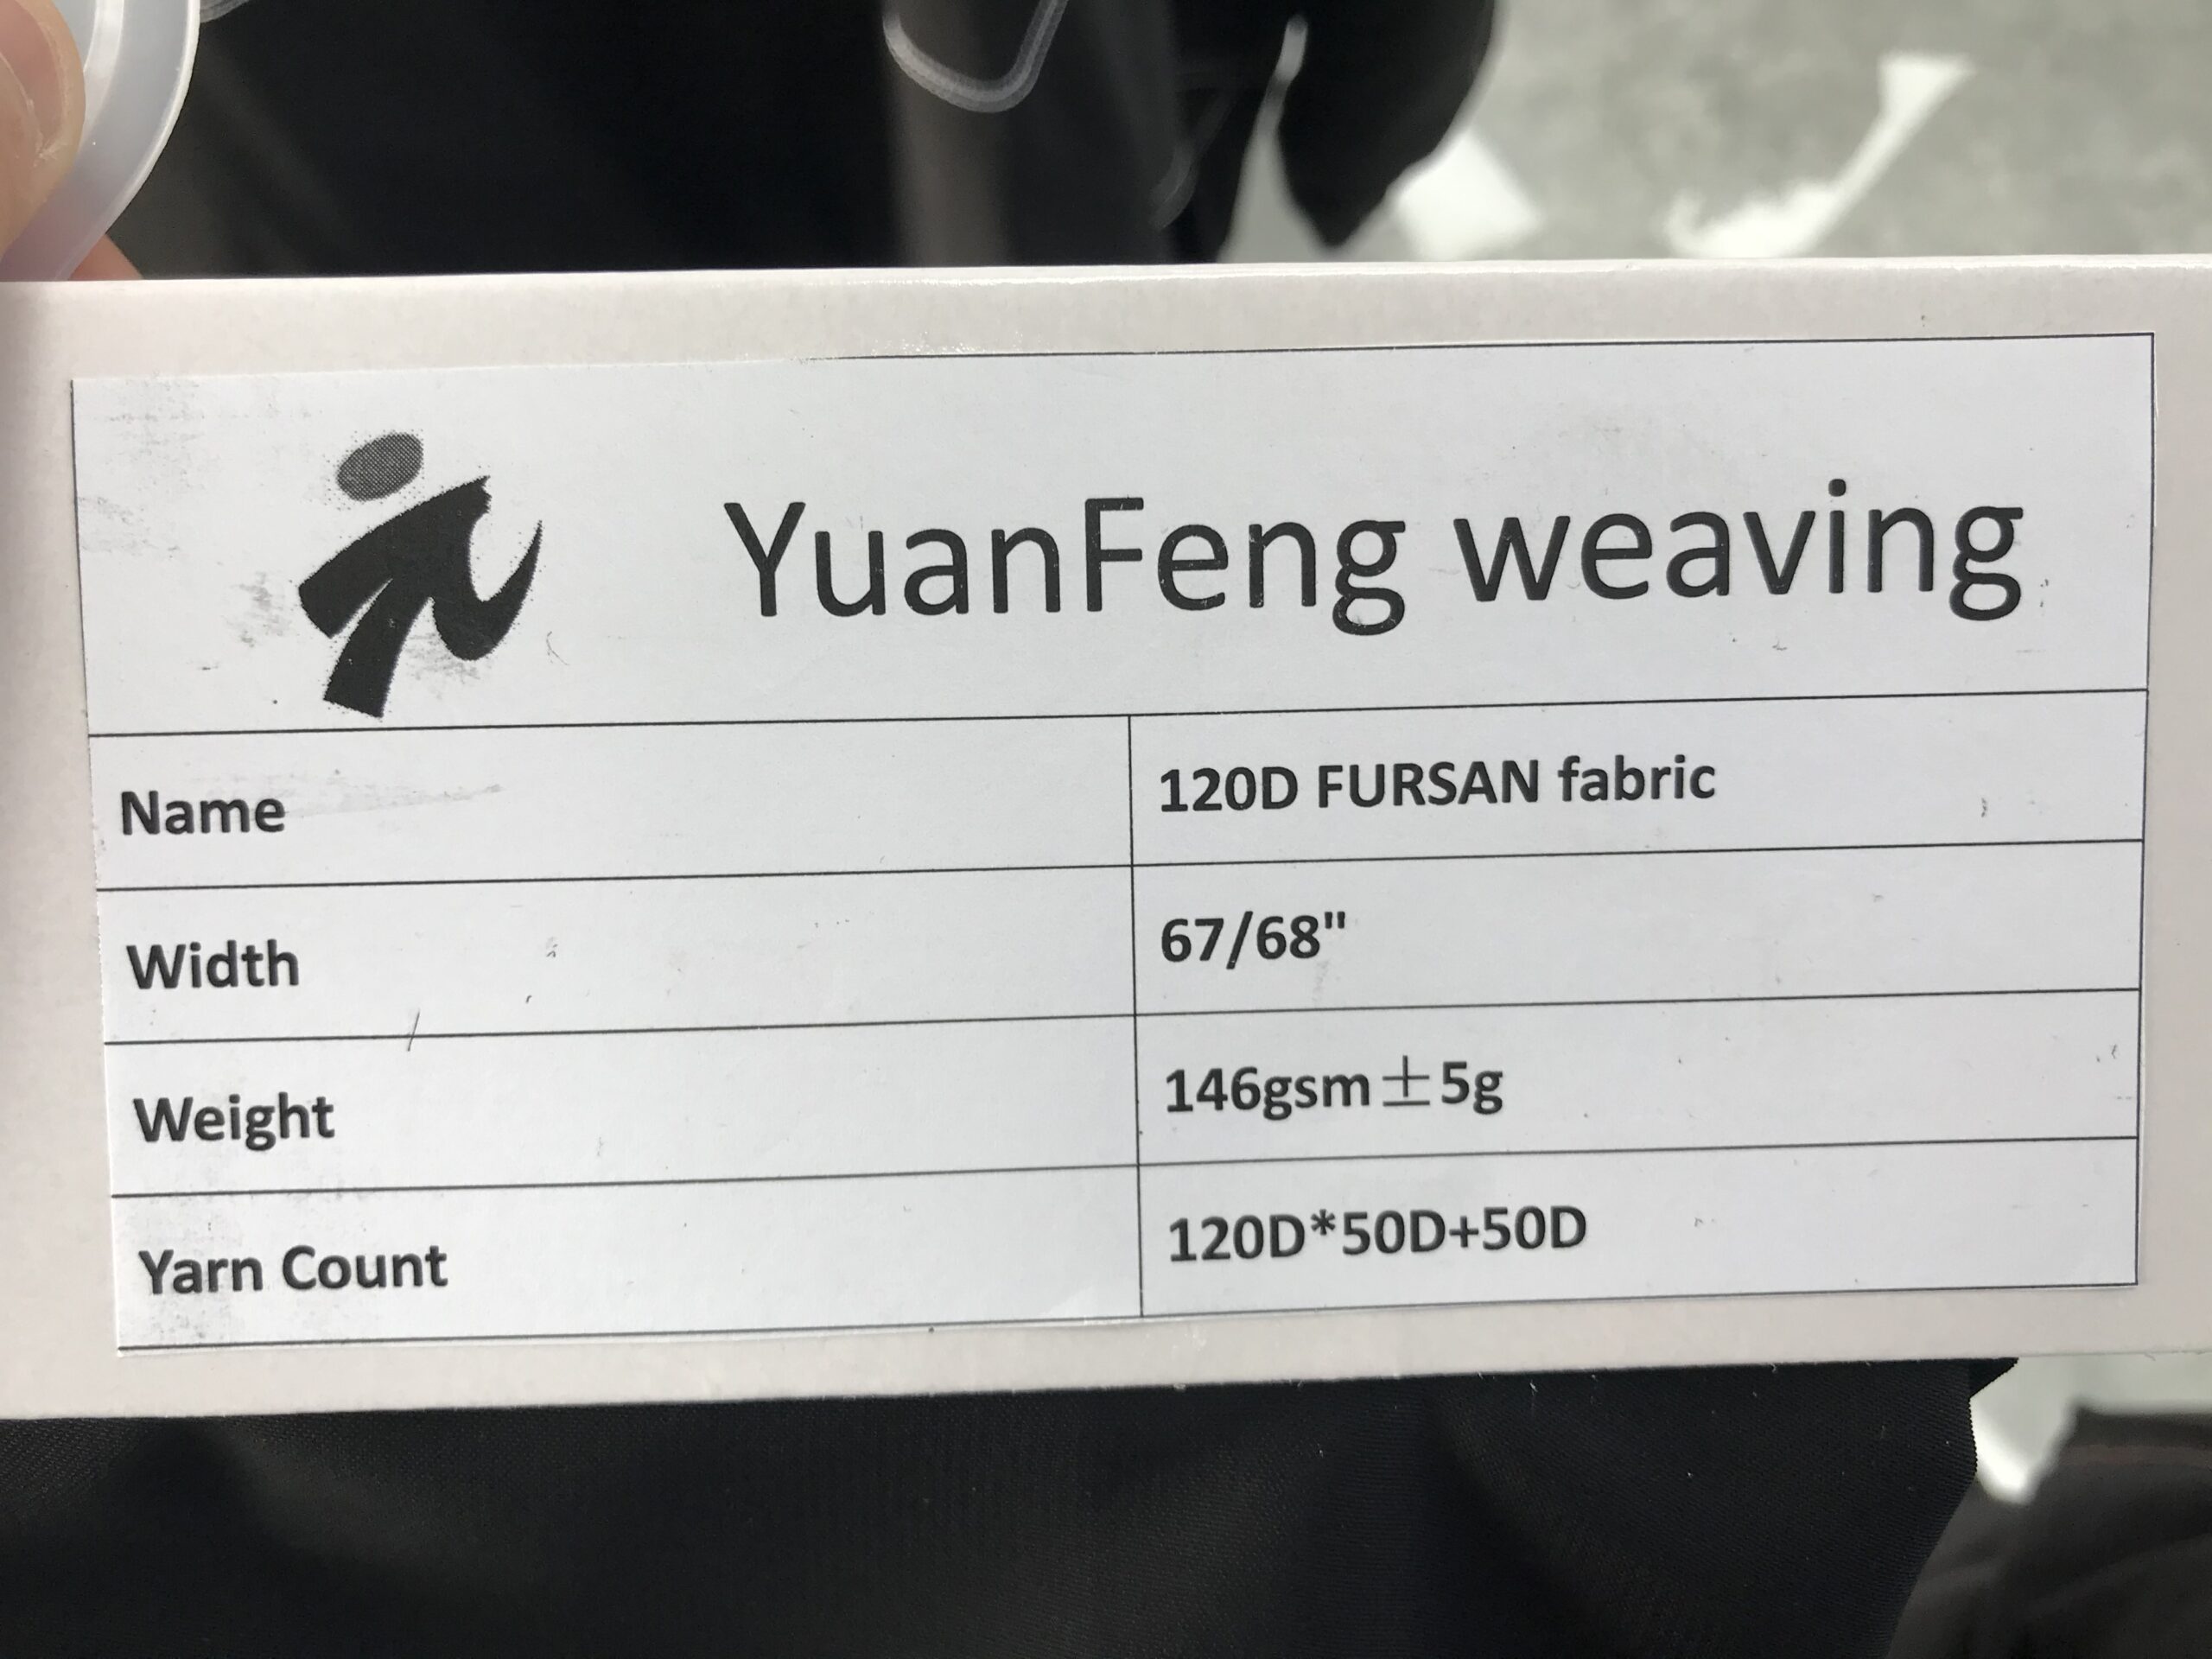 YuanFeng weaving
Name 120D FURSAN fabric
Width 67/68"
Weight 146gsm±5g
Yarn Count 120D*50D+50D